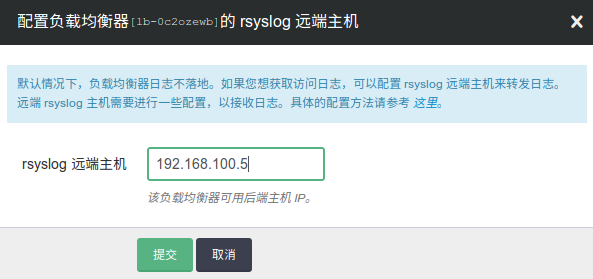 配置负载均衡器[lb-0c2ozewb]的 rsyslog 远端主机 ×
默认情况下，负载均衡器日志不落地。如果您想获取访问日志，可以配置 rsyslog 远端主机来转发日志。
远端 rsyslog 主机需要进行一些配置，以接收日志。具体的配置方法请参考 这里。
rsyslog 远端主机 192.168.100.5
该负载均衡器可用后端主机 IP。
提交 取消